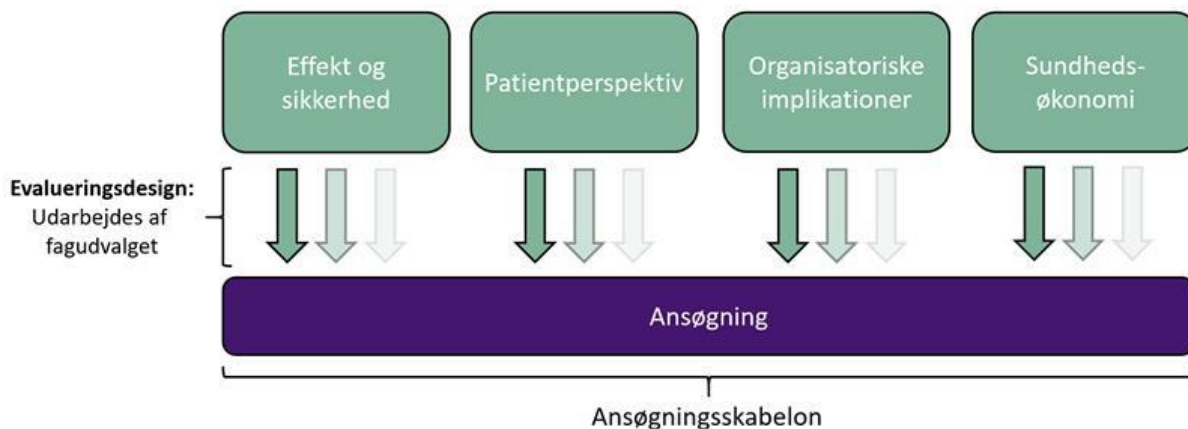 Effekt og
sikkerhed
Patientperspektiv
Organisatoriske
implikationer
Sundheds-
økonomi
Evalueringsdesign:
Udarbejdes af
fagudvalget
Ansøgning
Ansøgningsskabelon